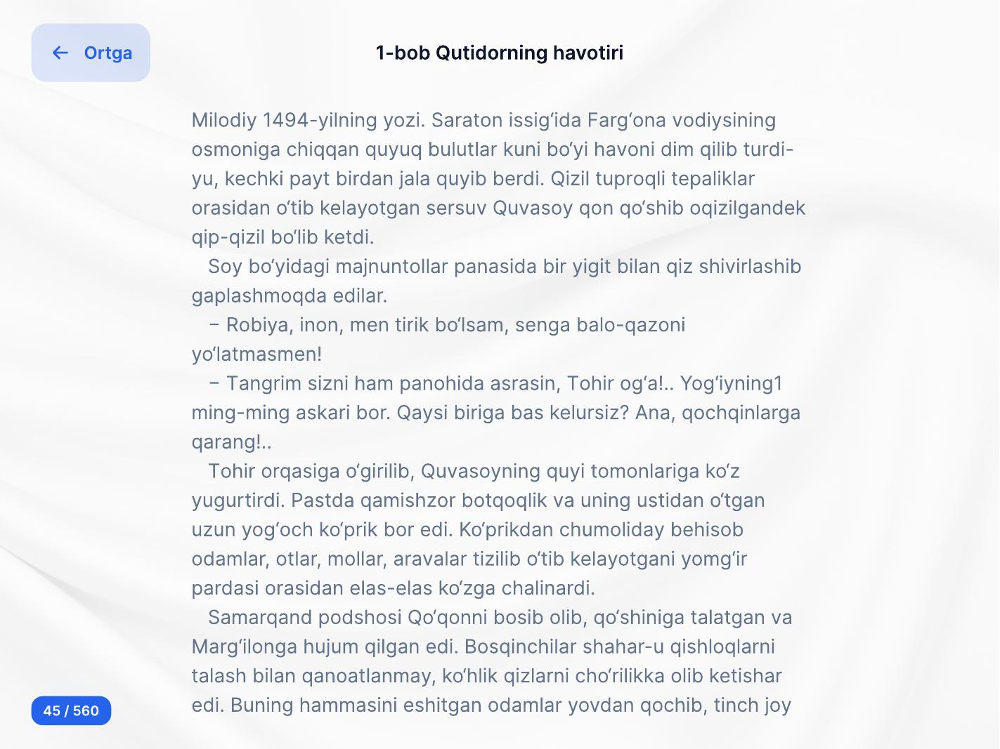 ← Ortga
1-bob Qutidorning havotiri
Milodiy 1494-yilning yozi. Saraton issig‘ida Farg‘ona vodiysining
osmoniga chiqqan quyuq bulutlar kuni bo‘yi havoni dim qilib turdi-
yu, kechki payt birdan jala quyib berdi. Qizil tuproqli tepaliklar
orasidan o‘tib kelayotgan sersuv Quvasoy qon qo‘shib oqizilgandek
qip-qizil bo‘lib ketdi.
Soy bo‘yidagi majnuntollar panasida bir yigit bilan qiz shivirlashib
gaplashmoqda edilar.
– Robiya, inon, men tirik bo‘lsam, senga balo-qazoni
yo‘latmasmen!
– Tangrim sizni ham panohida asrasin, Tohir og‘a!.. Yog‘iyning1
ming-ming askari bor. Qaysi biriga bas kelursiz? Ana, qochqinlarga
qarang!..
Tohir orqasiga o‘girilib, Quvasoyning quyi tomonlariga ko‘z
yugurtirdi. Pastda qamishzor botqoqlik va uning ustidan o‘tgan
uzun yog‘och ko‘prik bor edi. Ko‘prikdan chumoliday behisob
odamlar, otlar, mollar, aravalar tizilib o‘tib kelayotgani yomg‘ir
pardasi orasidan elas-elas ko‘zga chalinardi.
Samarqand podshosi Qo‘qonni bosib olib, qo‘shiniga talatgan va
Marg‘ilonga hujum qilgan edi. Bosqinchilar shahar-u qishloqlarni
talash bilan qanoatlanmay, ko‘hlik qizlarni cho‘rilikka olib ketishar
edi. Buning hammasini eshitgan odamlar yovdan qochib, tinch joy
45 / 560